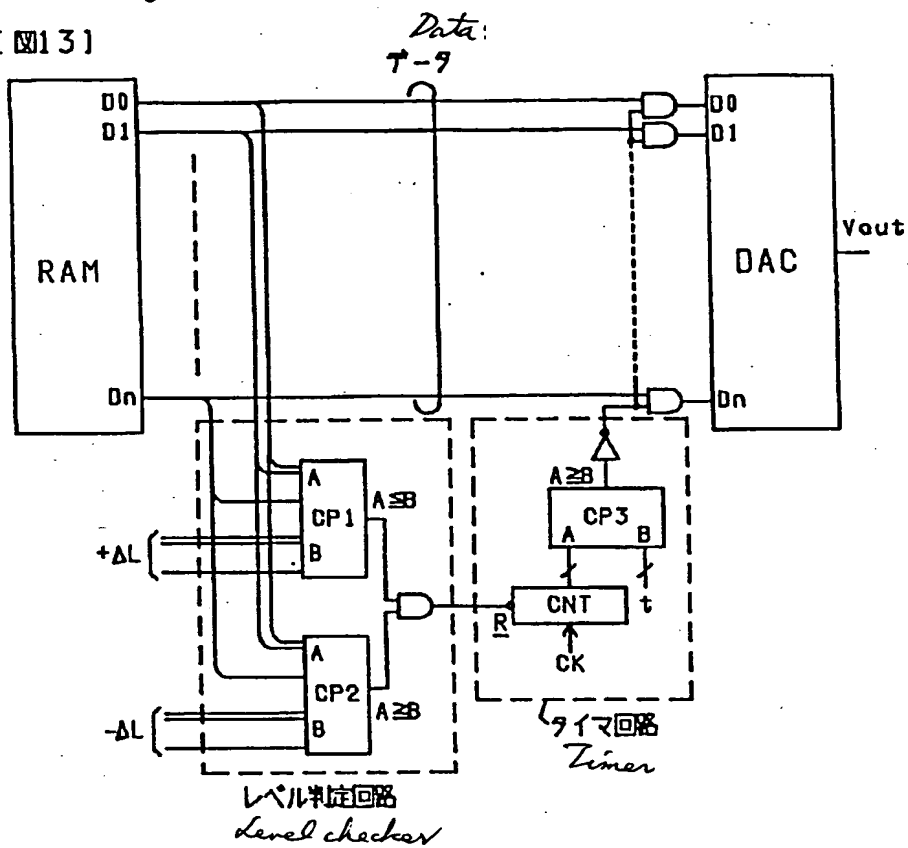 [図13]
Data:
データ
D0
D1
RAM
Dn
D0
D1
DAC
Vout
Dn
A
CP1
B
A≦B
+ΔL
A
CP2
B
A≧B
-ΔL
A≧B
CP3
A B
t
CNT
R
CK
レベル判定回路
Level checker
タイマ回路
Timer